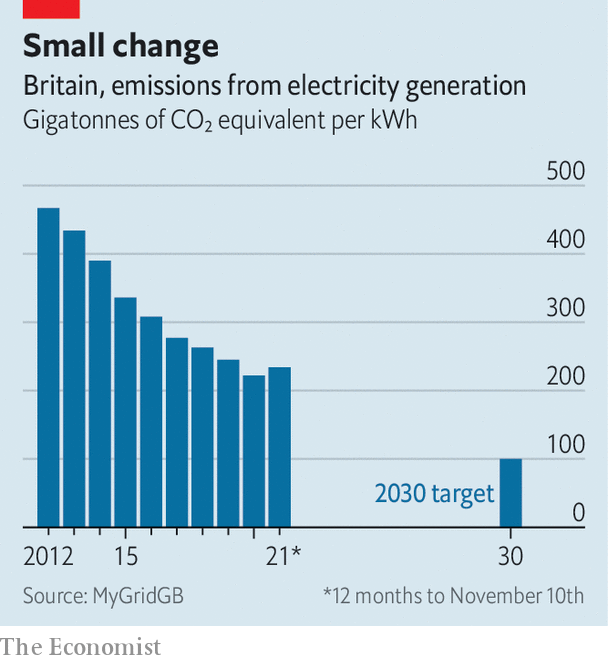 Small change
Britain, emissions from electricity generation
Gigatonnes of CO₂ equivalent per kWh
500
400
300
200
100
2030 target
0
2012 15 21* 30
Source: MyGridGB *12 months to November 10th
The Economist